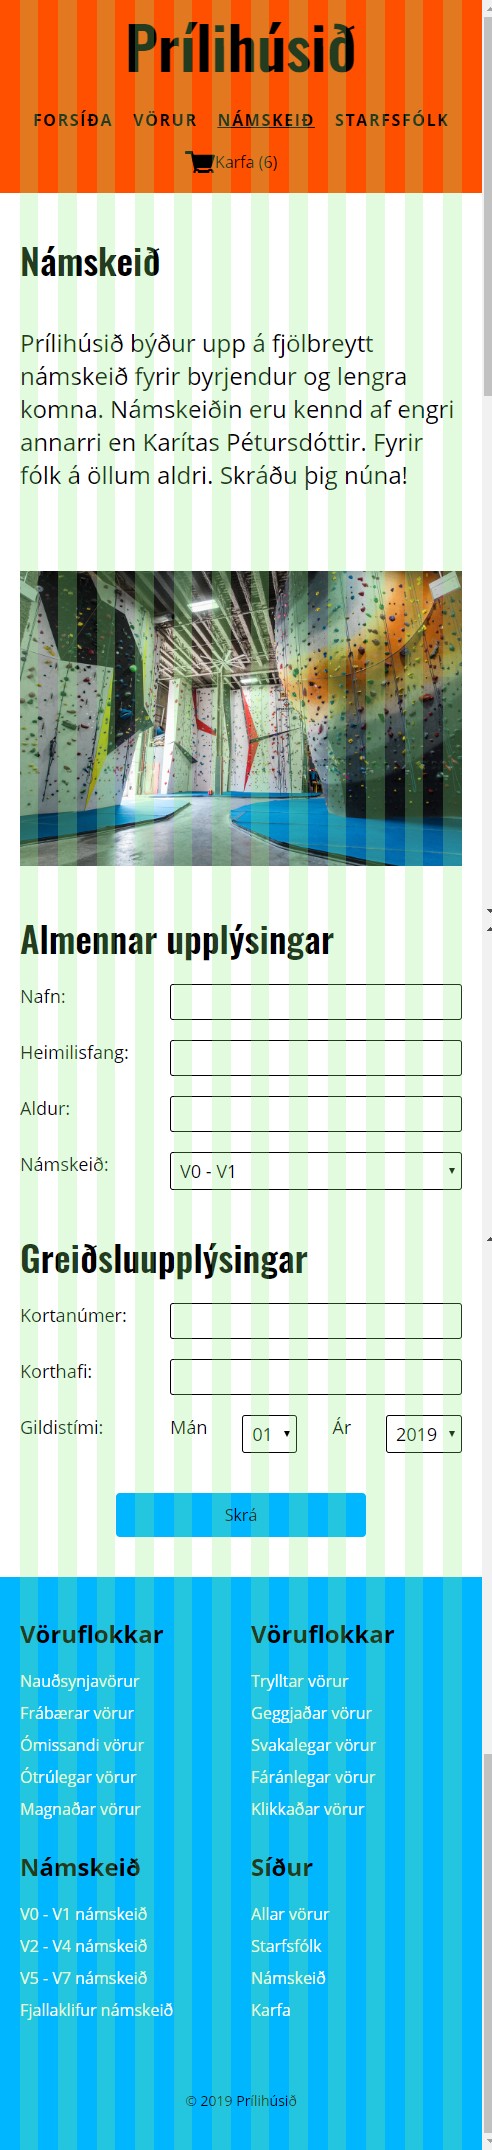 Prílihúsið
FORSÍÐA VÖRUR NÁMSKEIÐ STARFSFÓLK
Karfa (6)
Námskeið
Prílihúsið býður upp á fjölbreytt
námskeið fyrir byrjendur og lengra
komna. Námskeiðin eru kennd af engri
annarri en Karítas Pétursdóttir. Fyrir
fólk á öllum aldri. Skráðu þig núna!
Almennar upplýsingar
Nafn:
Heimilisfang:
Aldur:
Námskeið: V0 - V1
Greiðsluupplýsingar
Kortanúmer:
Korthafi:
Gildistími: Mán 01 Ár 2019
Skrá
Vöruflokkar
Nauðsynjavörur
Frábærar vörur
Ómissandi vörur
Ótrúlegar vörur
Magnaðar vörur
Vöruflokkar
Trylltar vörur
Geggjaðar vörur
Svakalegar vörur
Fáránlegar vörur
Klikkaðar vörur
Námskeið
V0 - V1 námskeið
V2 - V4 námskeið
V5 - V7 námskeið
Fjallaklifur námskeið
Síður
Allar vörur
Starfsfólk
Námskeið
Karfa
© 2019 Prílihúsið